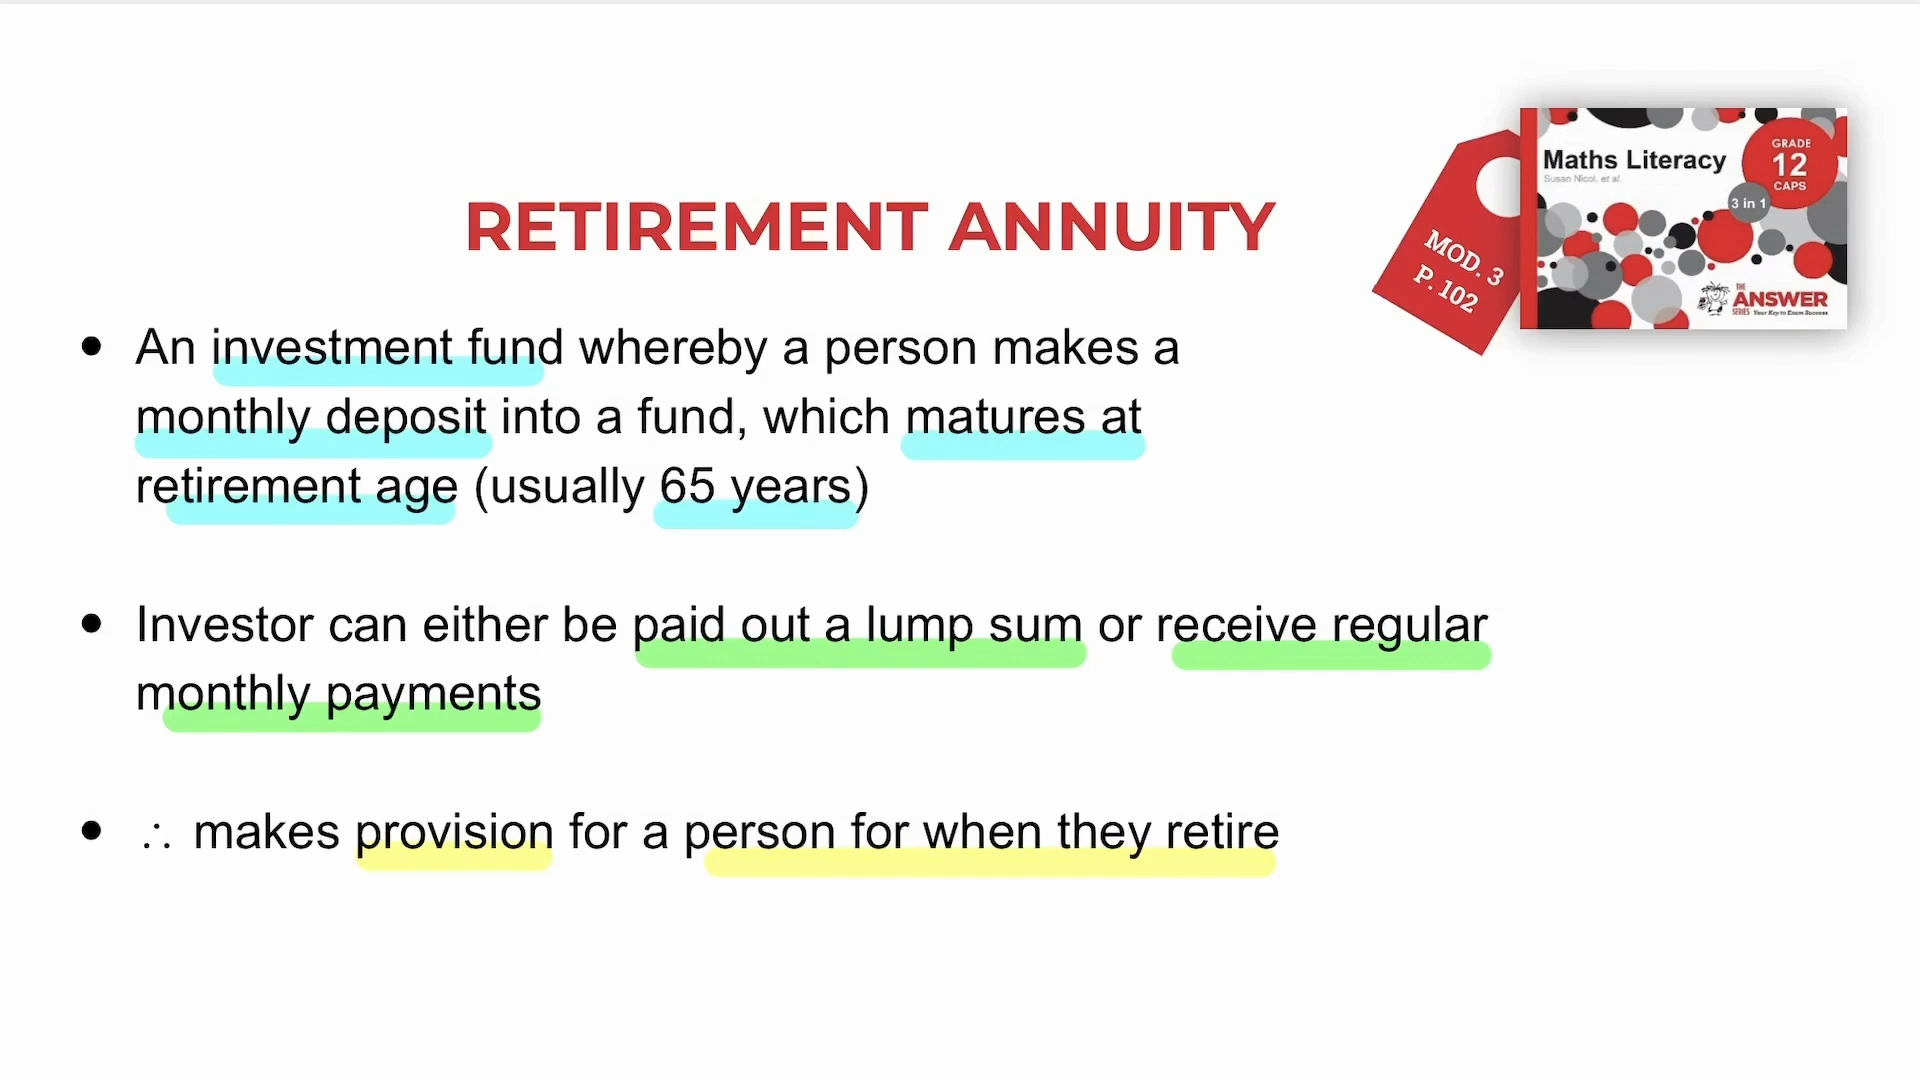 RETIREMENT ANNUITY
MOD. 3
P. 102
Maths Literacy
Susan Nicol, et al.
GRADE
12
CAPS
3 in 1
THE
ANSWER
SERIES Your Key to Exam Success
• An investment fund whereby a person makes a
monthly deposit into a fund, which matures at
retirement age (usually 65 years)
• Investor can either be paid out a lump sum or receive regular
monthly payments
• ∴ makes provision for a person for when they retire